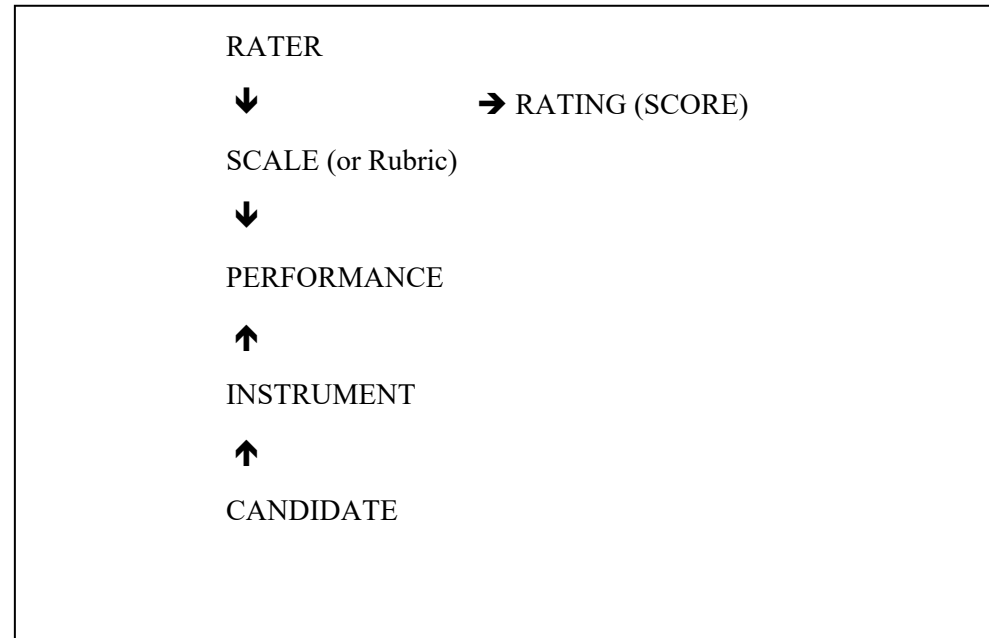 RATER
🡻 🡺 RATING (SCORE)
SCALE (or Rubric)
🡻
PERFORMANCE
🡹
INSTRUMENT
🡹
CANDIDATE